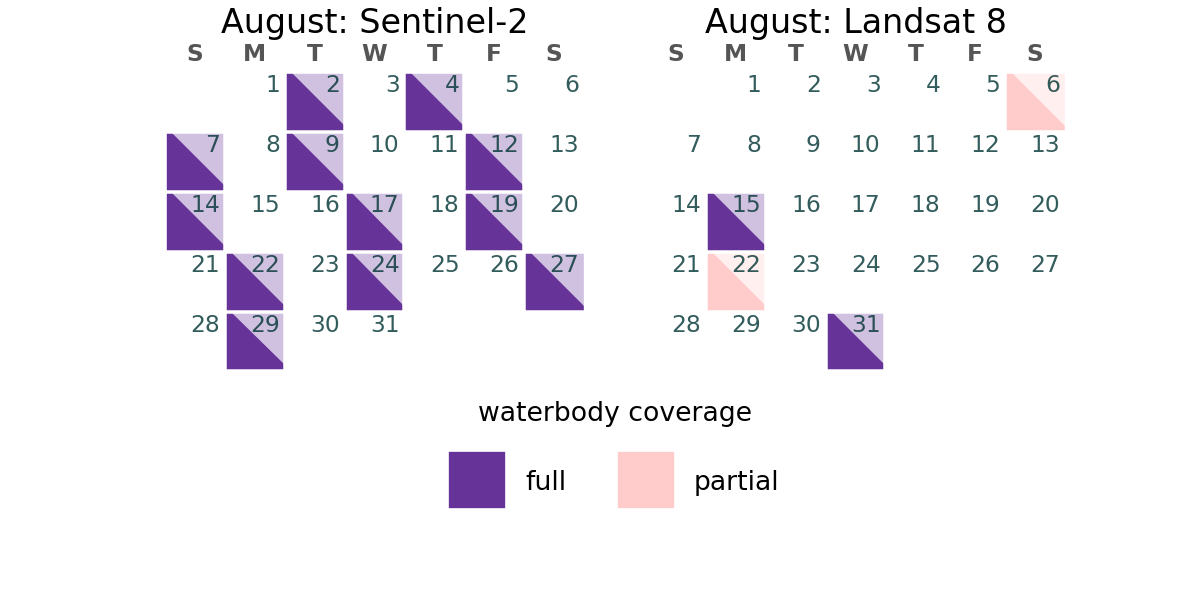 August: Sentinel-2
S M T W T F S
1 2 3 4 5 6
7 8 9 10 11 12 13
14 15 16 17 18 19 20
21 22 23 24 25 26 27
28 29 30 31
August: Landsat 8
S M T W T F S
1 2 3 4 5 6
7 8 9 10 11 12 13
14 15 16 17 18 19 20
21 22 23 24 25 26 27
28 29 30 31
waterbody coverage
full
partial